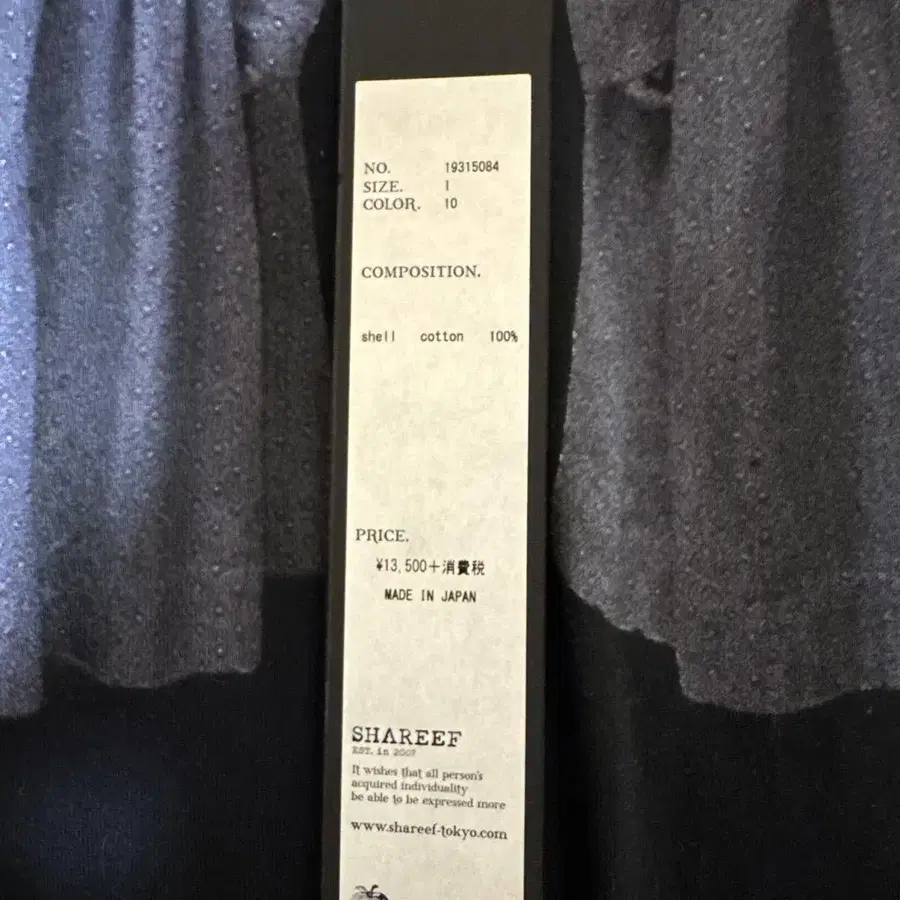 NO. 19315084
SIZE. 1
COLOR. 10
COMPOSITION.
shell cotton 100%
PRICE.
¥13,500+消費税
MADE IN JAPAN
SHAREEF
EST. in 2007
It wishes that all person's
acquired individuality
be able to be expressed more
www.shareef-tokyo.com